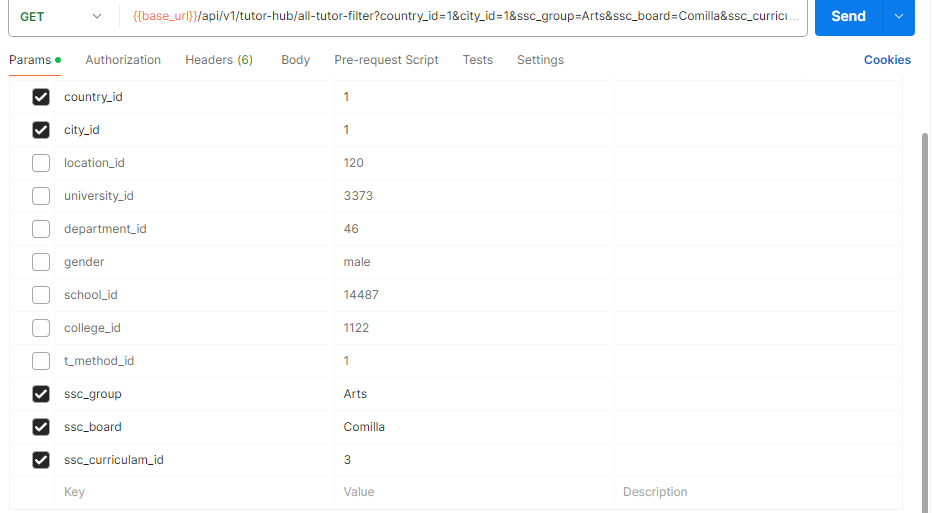 GET {{base_url}}/api/v1/tutor-hub/all-tutor-filter?country_id=1&city_id=1&ssc_group=Arts&ssc_board=Comilla&ssc_curricu... Send
Params Authorization Headers (6) Body Pre-request Script Tests Settings Cookies
country_id 1
city_id 1
location_id 120
university_id 3373
department_id 46
gender male
school_id 14487
college_id 1122
t_method_id 1
ssc_group Arts
ssc_board Comilla
ssc_curriculam_id 3
Key Value Description